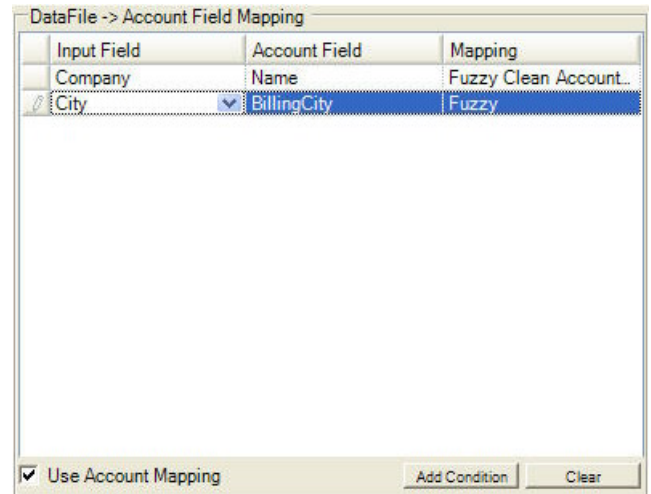 DataFile -> Account Field Mapping
Input Field Account Field Mapping
Company Name Fuzzy Clean Account...
City BillingCity Fuzzy
Use Account Mapping Add Condition Clear